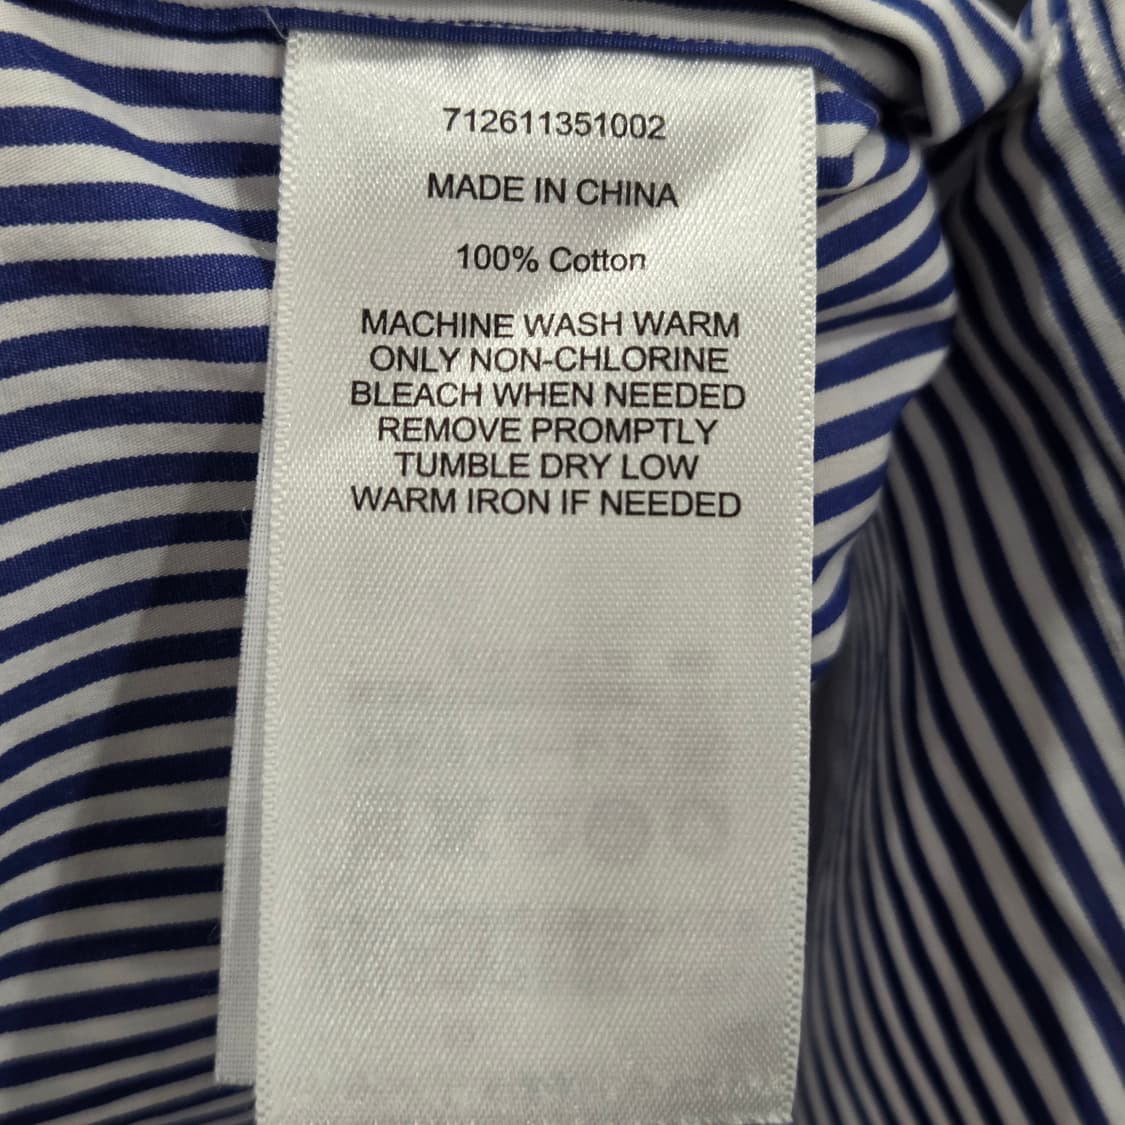 712611351002
MADE IN CHINA
100% Cotton
MACHINE WASH WARM
ONLY NON-CHLORINE
BLEACH WHEN NEEDED
REMOVE PROMPTLY
TUMBLE DRY LOW
WARM IRON IF NEEDED